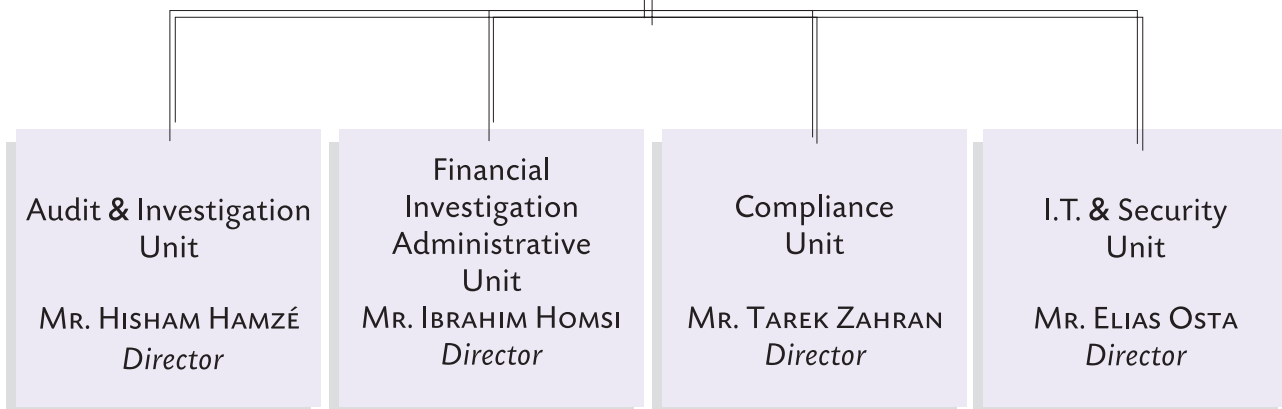 Audit & Investigation
Unit
Mr. Hisham Hamzé
Director
Financial
Investigation
Administrative
Unit
Mr. Ibrahim Homsi
Director
Compliance
Unit
Mr. Tarek Zahran
Director
I.T. & Security
Unit
Mr. Elias Osta
Director